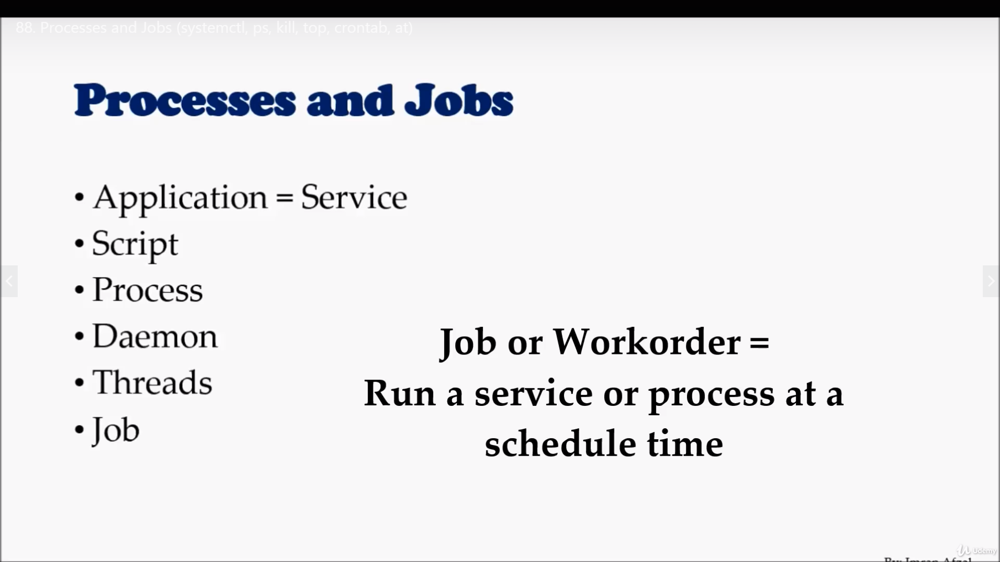 88. Processes and Jobs (systemctl, ps, kill, top, crontab, at)
Processes and Jobs
• Application = Service
• Script
• Process
• Daemon
• Threads
• Job
Job or Workorder =
Run a service or process at a
schedule time
Udemy
By: Imran Afzal